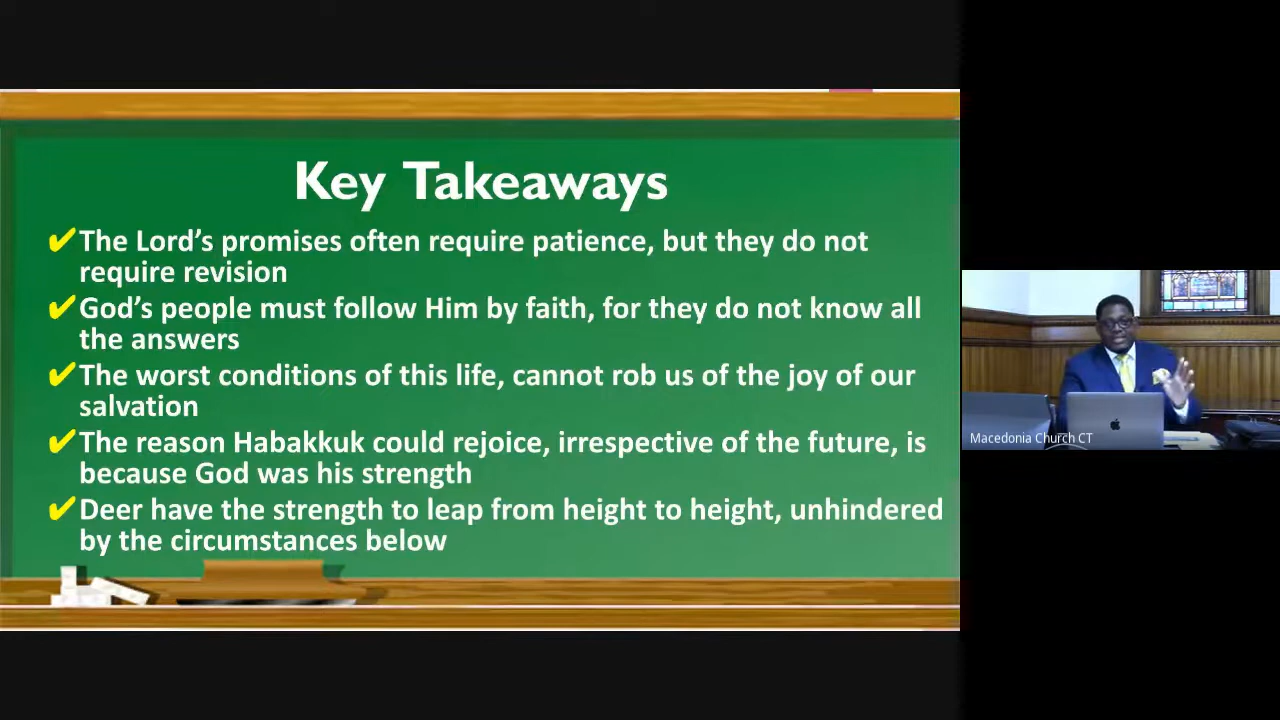 Key Takeaways
✔The Lord’s promises often require patience, but they do not
require revision
✔God’s people must follow Him by faith, for they do not know all
the answers
✔The worst conditions of this life, cannot rob us of the joy of our
salvation
✔The reason Habakkuk could rejoice, irrespective of the future, is
because God was his strength
✔Deer have the strength to leap from height to height, unhindered
by the circumstances below
Macedonia Church CT